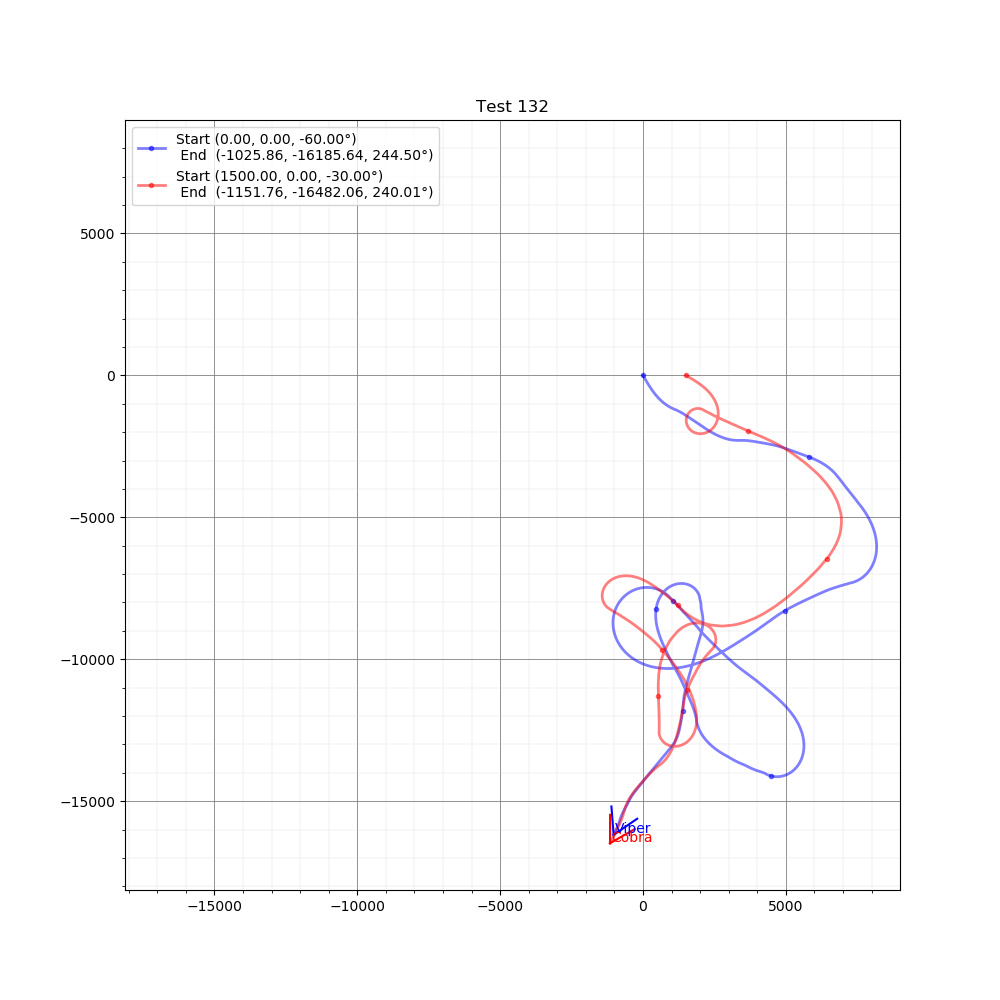 Test 132
Start (0.00, 0.00, -60.00°)
End (-1025.86, -16185.64, 244.50°)
Start (1500.00, 0.00, -30.00°)
End (-1151.76, -16482.06, 240.01°)
5000
0
−5000
−10000
−15000
Viper
Cobra
−15000 −10000 −5000 0 5000